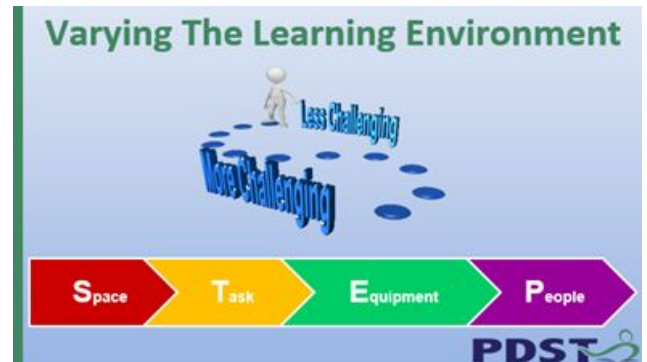 Varying The Learning Environment
Less Challenging
More Challenging
Space
Task
Equipment
People
PDST